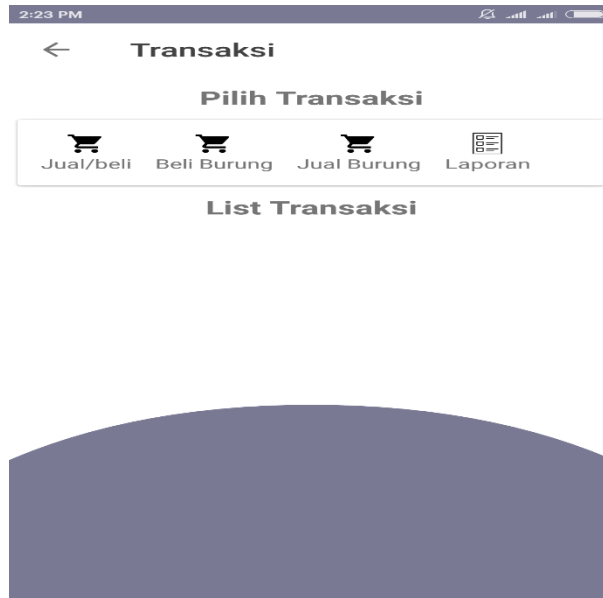 2:23 PM
Transaksi
Pilih Transaksi
Jual/beli Beli Burung Jual Burung Laporan
List Transaksi